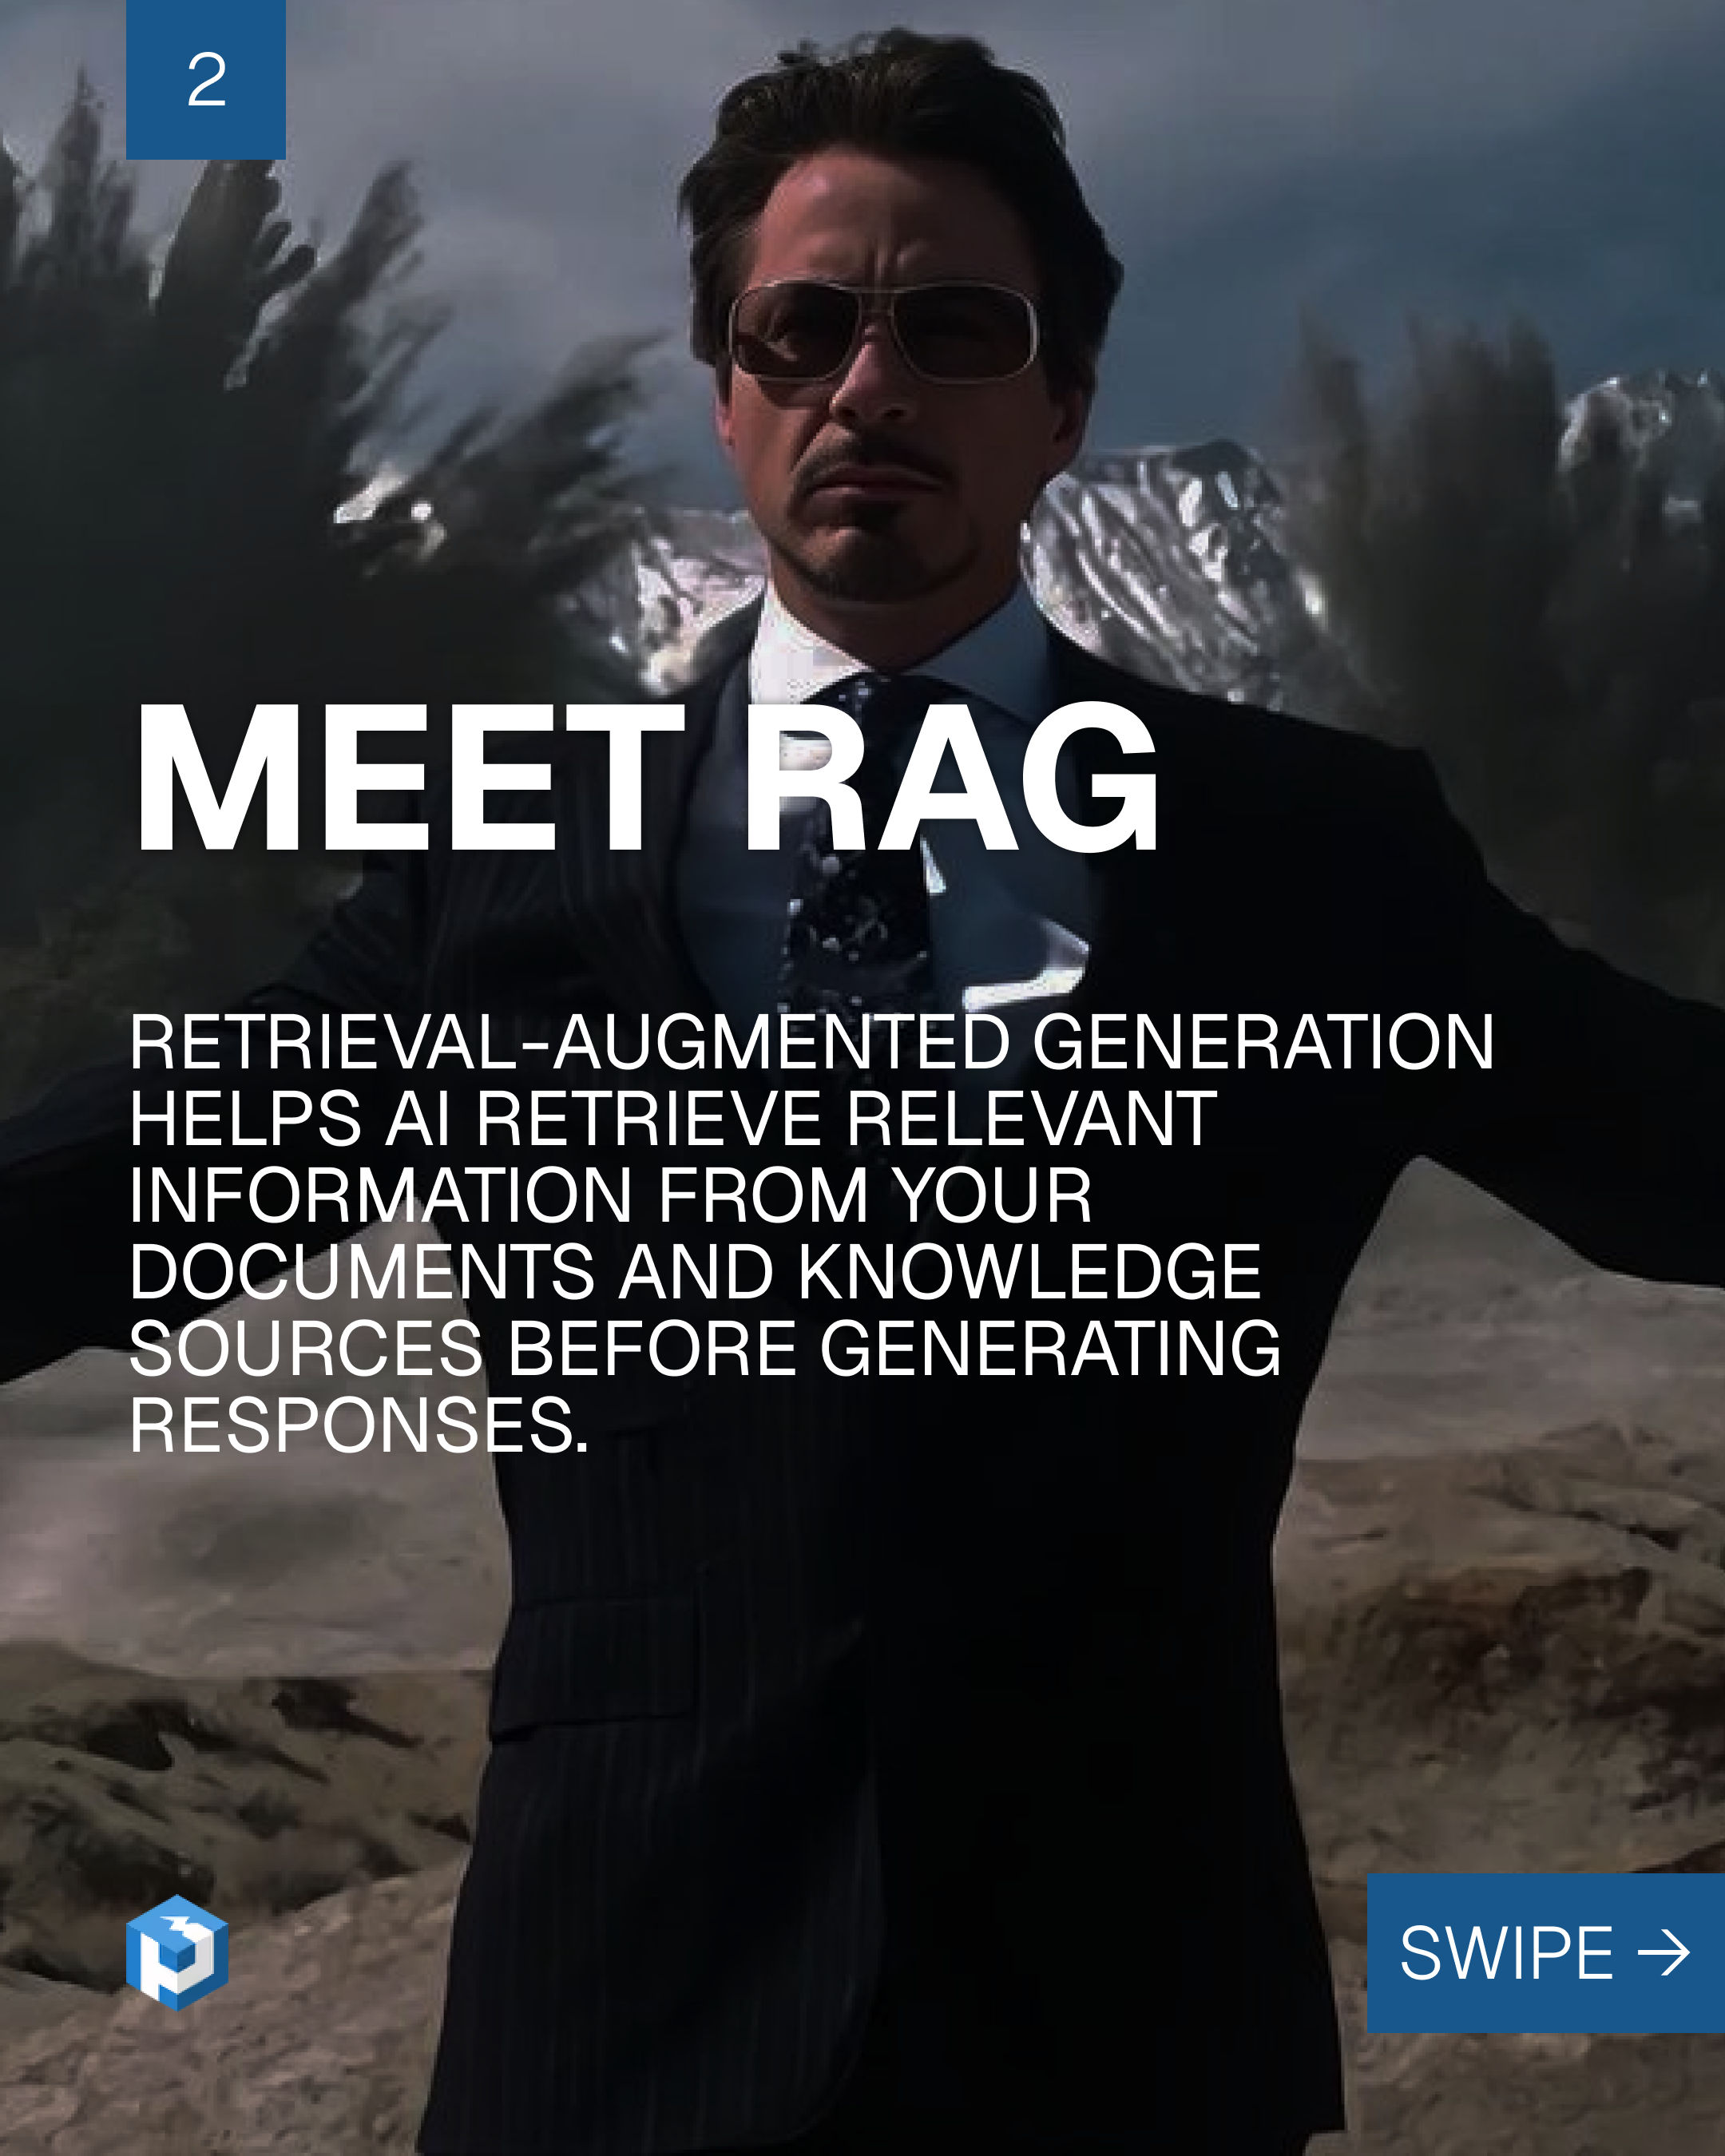 2
MEET RAG
RETRIEVAL-AUGMENTED GENERATION
HELPS AI RETRIEVE RELEVANT
INFORMATION FROM YOUR
DOCUMENTS AND KNOWLEDGE
SOURCES BEFORE GENERATING
RESPONSES.
SWIPE →